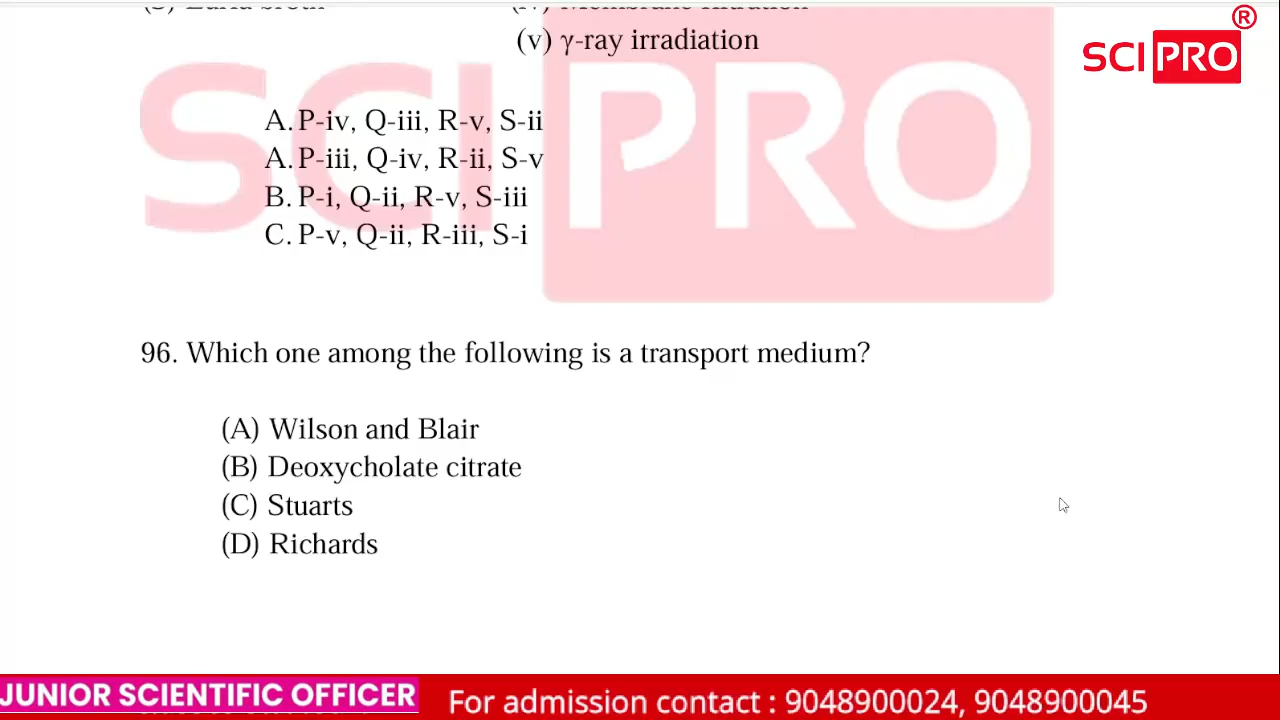 (v) γ-ray irradiation
®
SCI PRO
SCI PRO
A. P-iv, Q-iii, R-v, S-ii
A. P-iii, Q-iv, R-ii, S-v
B. P-i, Q-ii, R-v, S-iii
C. P-v, Q-ii, R-iii, S-i
96. Which one among the following is a transport medium?
(A) Wilson and Blair
(B) Deoxycholate citrate
(C) Stuarts
(D) Richards
JUNIOR SCIENTIFIC OFFICER
For admission contact : 9048900024, 9048900045